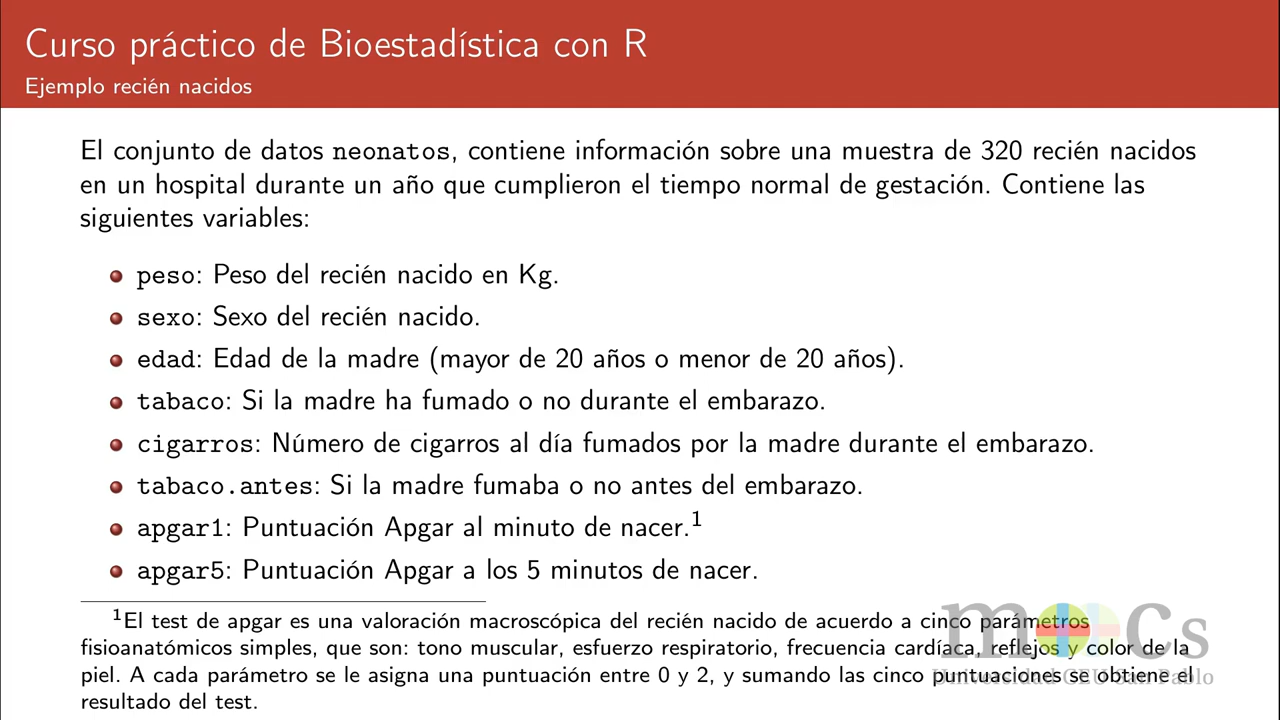 Curso práctico de Bioestadística con R
Ejemplo recién nacidos
El conjunto de datos neonatos, contiene información sobre una muestra de 320 recién nacidos
en un hospital durante un año que cumplieron el tiempo normal de gestación. Contiene las
siguientes variables:
peso: Peso del recién nacido en Kg.
sexo: Sexo del recién nacido.
edad: Edad de la madre (mayor de 20 años o menor de 20 años).
tabaco: Si la madre ha fumado o no durante el embarazo.
cigarros: Número de cigarros al día fumados por la madre durante el embarazo.
tabaco.antes: Si la madre fumaba o no antes del embarazo.
apgar1: Puntuación Apgar al minuto de nacer.¹
apgar5: Puntuación Apgar a los 5 minutos de nacer.
¹El test de apgar es una valoración macroscópica del recién nacido de acuerdo a cinco parámetros
fisioanatómicos simples, que son: tono muscular, esfuerzo respiratorio, frecuencia cardíaca, reflejos y color de la
piel. A cada parámetro se le asigna una puntuación entre 0 y 2, y sumando las cinco puntuaciones se obtiene el
resultado del test.
moocs
Universidad CEU San Pablo